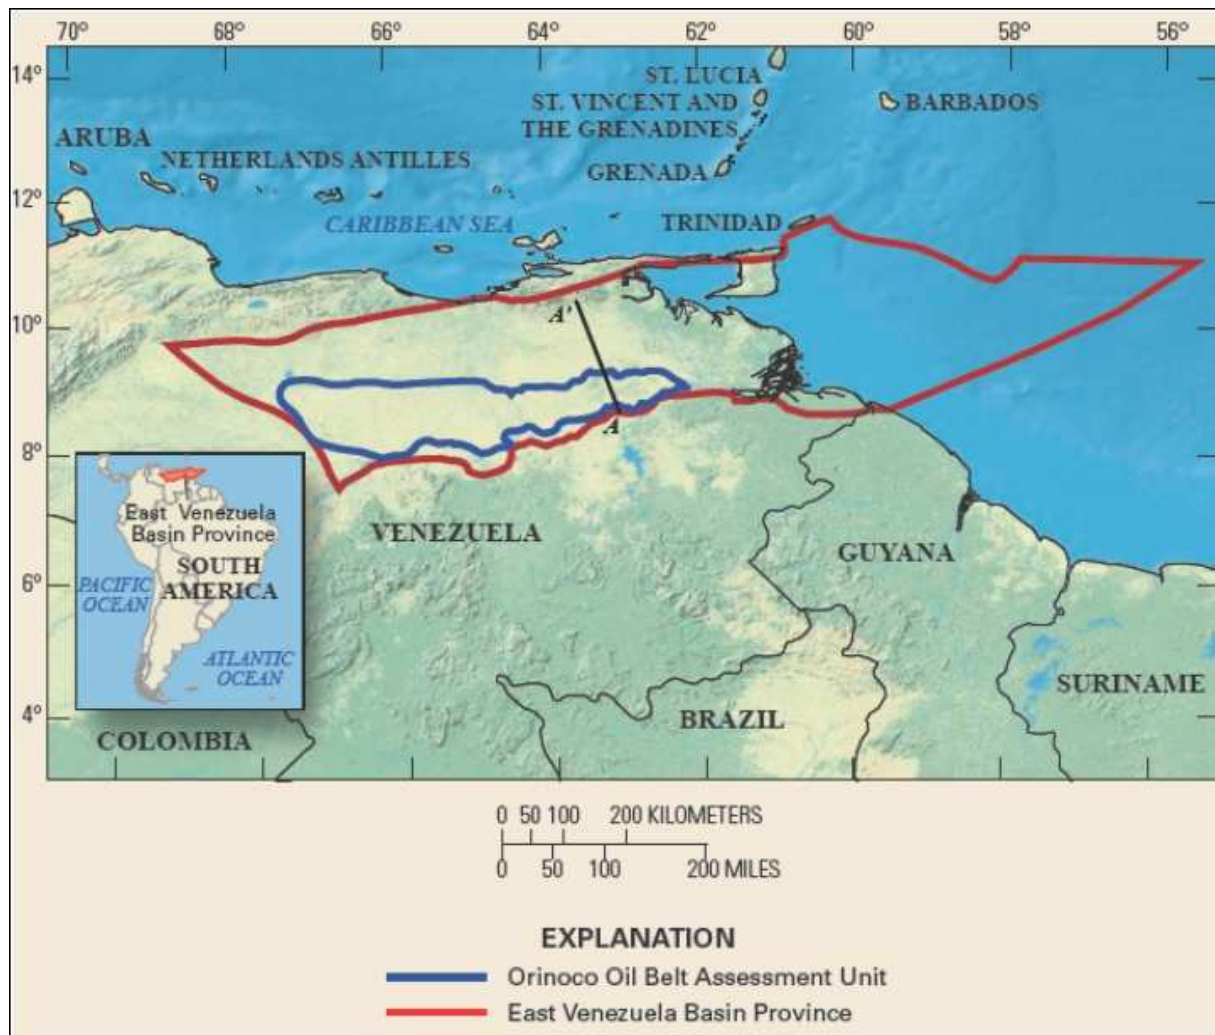 70° 68° 66° 64° 62° 60° 58° 56°
14°
ST. LUCIA
ST. VINCENT AND
THE GRENADINES
BARBADOS
ARUBA
NETHERLANDS ANTILLES
GRENADA
12°
CARIBBEAN SEA
TRINIDAD
10°
A'
A
8°
East Venezuela
Basin Province
SOUTH
AMERICA
PACIFIC
OCEAN
ATLANTIC
OCEAN
VENEZUELA
GUYANA
6°
SURINAME
4°
BRAZIL
COLOMBIA
0 50 100 200 KILOMETERS
0 50 100 200 MILES
EXPLANATION
Orinoco Oil Belt Assessment Unit
East Venezuela Basin Province